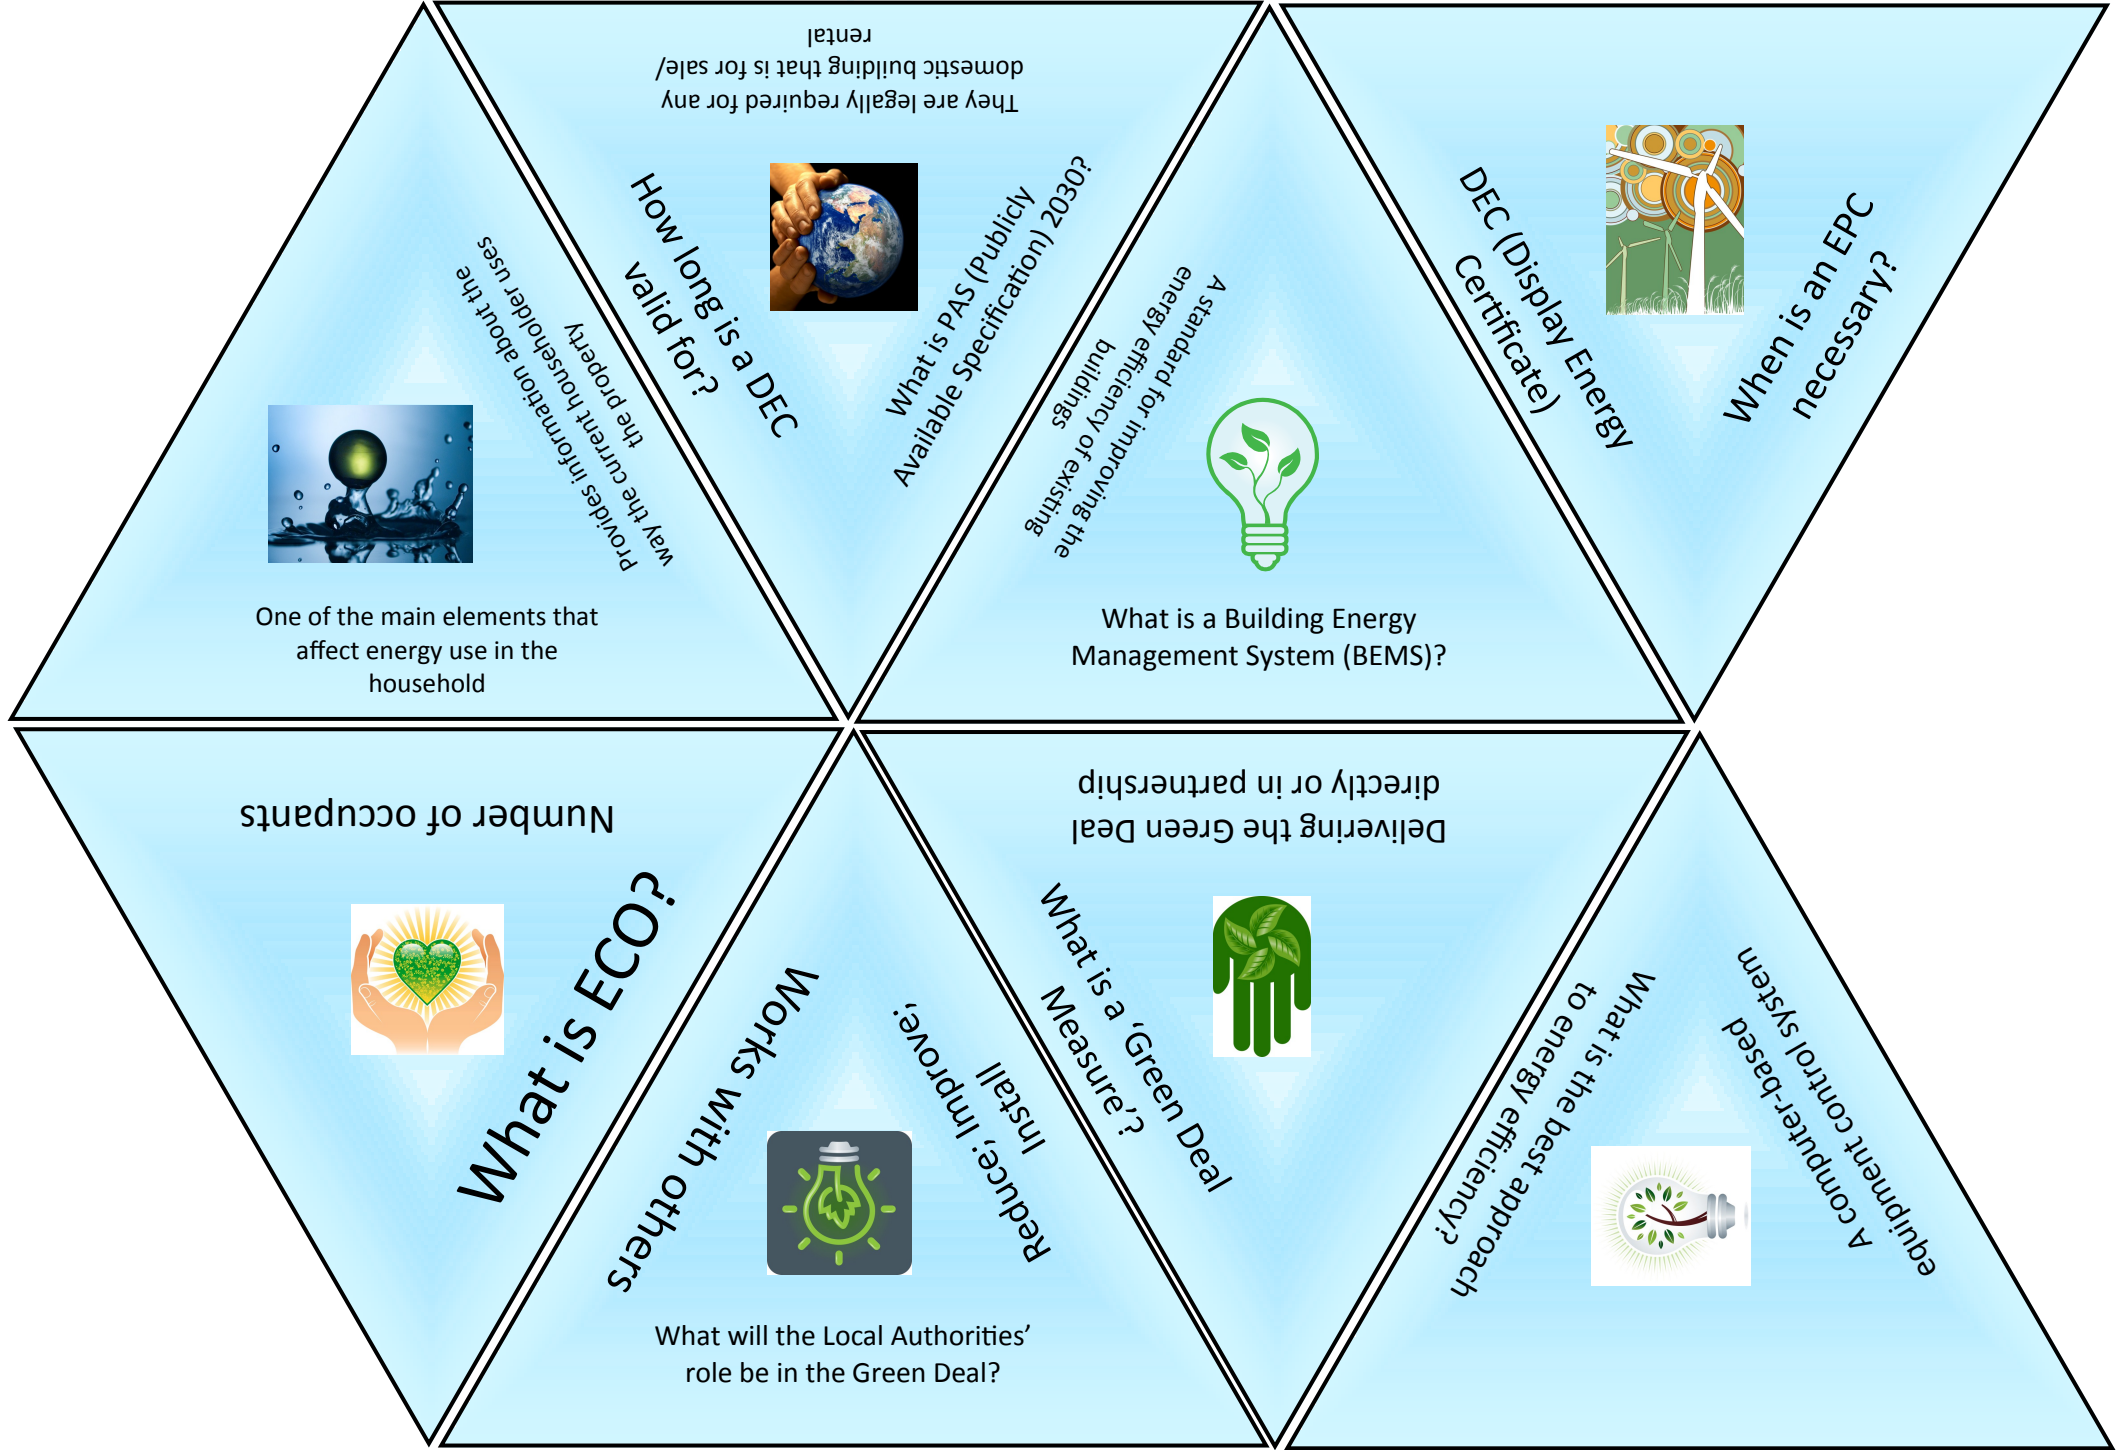 Provides information about the
way the current householder uses
the property
One of the main elements that
affect energy use in the
household
They are legally required for any
domestic building that is for sale/
rental
How long is a DEC
valid for?
What is PAS (Publicly
Available Specification) 2030?
A standard for improving the
energy efficiency of existing
buildings
What is a Building Energy
Management System (BEMS)?
DEC (Display Energy
Certificate)
When is an EPC
necessary?
Number of occupants
What is ECO?
Works with others
‘Reduce; Improve;
Install
What will the Local Authorities’
role be in the Green Deal?
Delivering the Green Deal
directly or in partnership
What is a ‘Green Deal
Measure’?
What is the best approach
to energy efficiency?
A computer-based
equipment control system